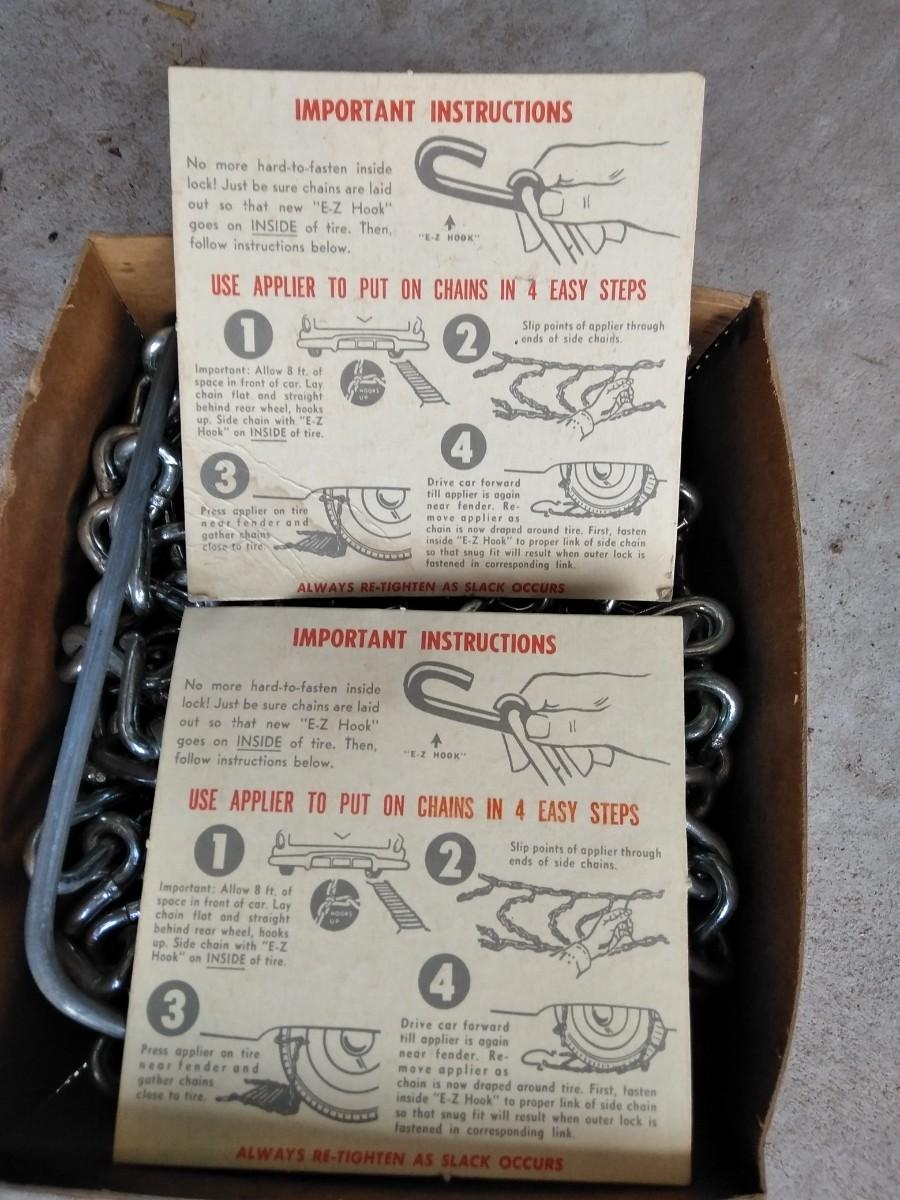 IMPORTANT INSTRUCTIONS
No more hard-to-fasten inside
lock! Just be sure chains are laid
out so that new "E-Z Hook"
goes on INSIDE of tire. Then,
follow instructions below.
"E-Z HOOK"
USE APPLIER TO PUT ON CHAINS IN 4 EASY STEPS
1
Important: Allow 8 ft. of
space in front of car. Lay
chain flat and straight
behind rear wheel, hooks
up. Side chain with "E-Z
Hook" on INSIDE of tire.
HOOKS
UP
2
Slip points of applier through
ends of side chains.
3
Press applier on tire
near fender and
gather chains
close to tire.
4
Drive car forward
till applier is again
near fender. Re-
move applier as
chain is now draped around tire. First, fasten
inside "E-Z Hook" to proper link of side chain
so that snug fit will result when outer lock is
fastened in corresponding link.
ALWAYS RE-TIGHTEN AS SLACK OCCURS
IMPORTANT INSTRUCTIONS
No more hard-to-fasten inside
lock! Just be sure chains are laid
out so that new "E-Z Hook"
goes on INSIDE of tire. Then,
follow instructions below.
"E-Z HOOK"
USE APPLIER TO PUT ON CHAINS IN 4 EASY STEPS
1
Important: Allow 8 ft. of
space in front of car. Lay
chain flat and straight
behind rear wheel, hooks
up. Side chain with "E-Z
Hook" on INSIDE of tire.
HOOKS
UP
2
Slip points of applier through
ends of side chains.
3
Press applier on tire
near fender and
gather chains
close to tire.
4
Drive car forward
till applier is again
near fender. Re-
move applier as
chain is now draped around tire. First, fasten
inside "E-Z Hook" to proper link of side chain
so that snug fit will result when outer lock is
fastened in corresponding link.
ALWAYS RE-TIGHTEN AS SLACK OCCURS